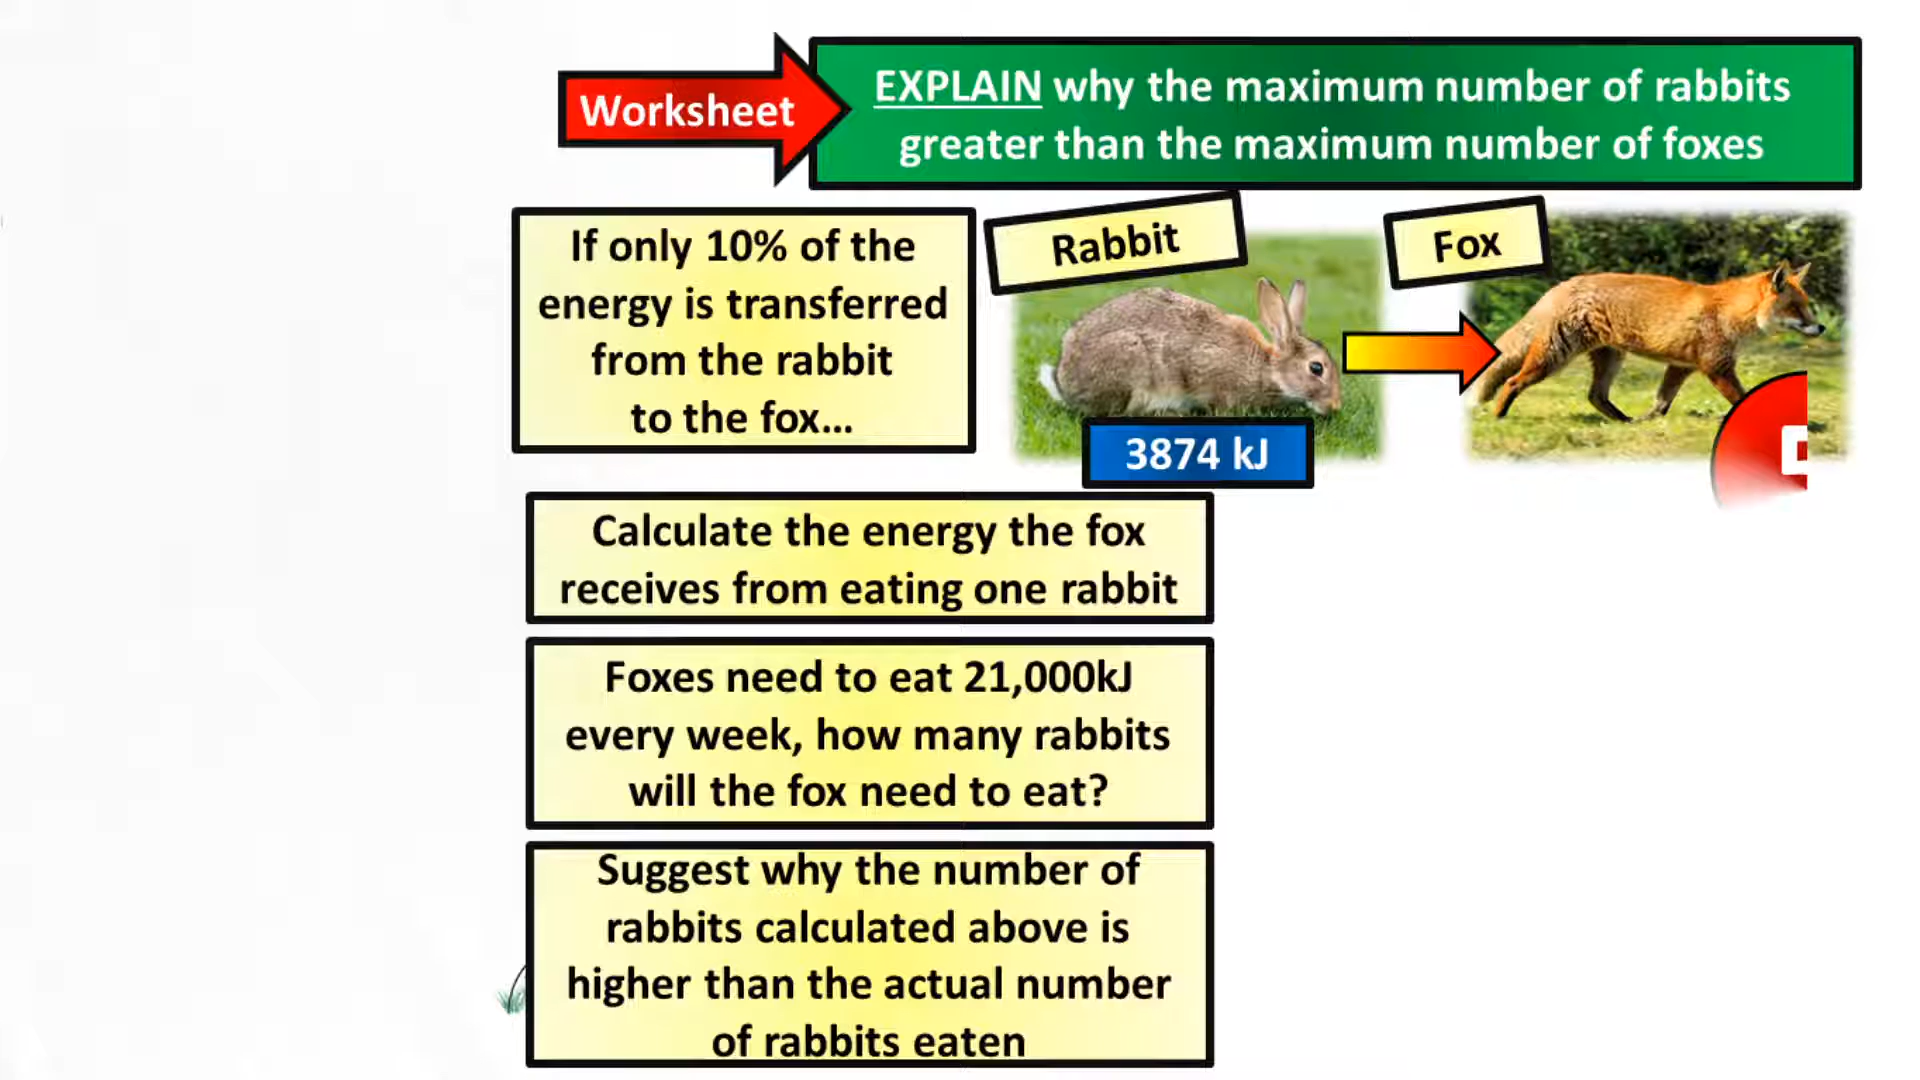 Worksheet
EXPLAIN why the maximum number of rabbits
greater than the maximum number of foxes
If only 10% of the
energy is transferred
from the rabbit
to the fox...
Rabbit
Fox
3874 kJ
Calculate the energy the fox
receives from eating one rabbit
Foxes need to eat 21,000kJ
every week, how many rabbits
will the fox need to eat?
Suggest why the number of
rabbits calculated above is
higher than the actual number
of rabbits eaten